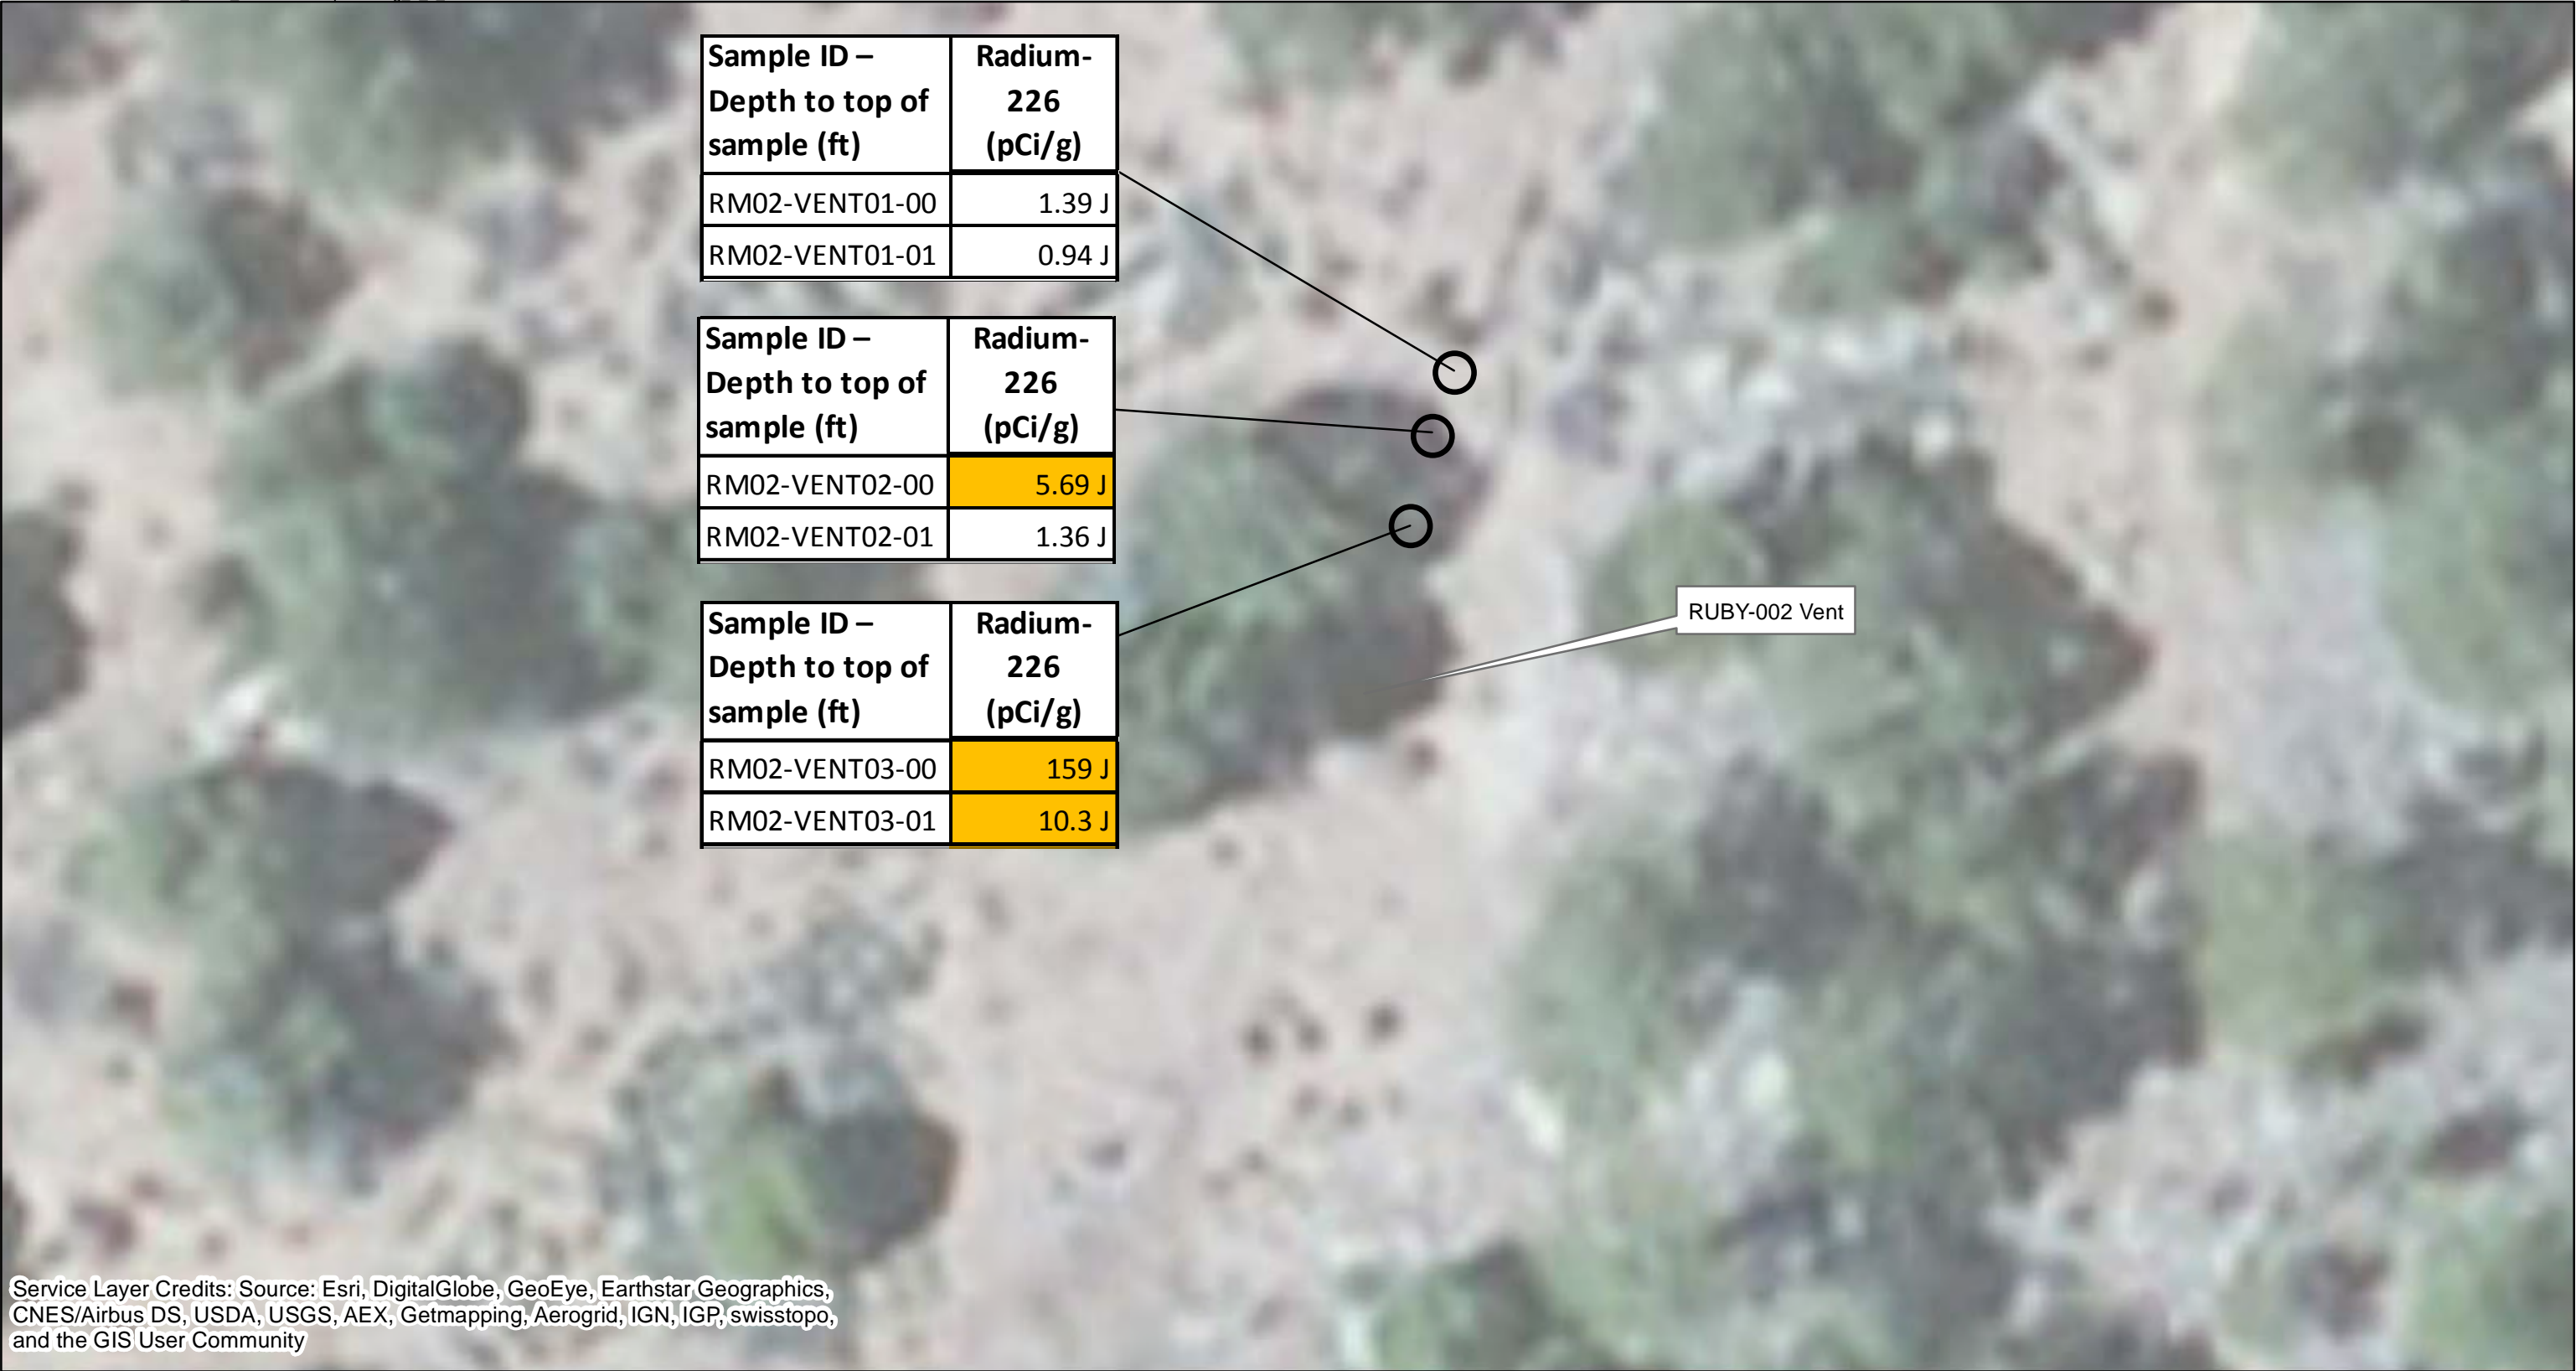 Sample ID –
Depth to top of
sample (ft)
Radium-
226
(pCi/g)
RM02-VENT01-00 1.39 J
RM02-VENT01-01 0.94 J
Sample ID –
Depth to top of
sample (ft)
Radium-
226
(pCi/g)
RM02-VENT02-00 5.69 J
RM02-VENT02-01 1.36 J
Sample ID –
Depth to top of
sample (ft)
Radium-
226
(pCi/g)
RM02-VENT03-00 159 J
RM02-VENT03-01 10.3 J
RUBY-002 Vent
Service Layer Credits: Source: Esri, DigitalGlobe, GeoEye, Earthstar Geographics,
CNES/Airbus DS, USDA, USGS, AEX, Getmapping, Aerogrid, IGN, IGP, swisstopo,
and the GIS User Community